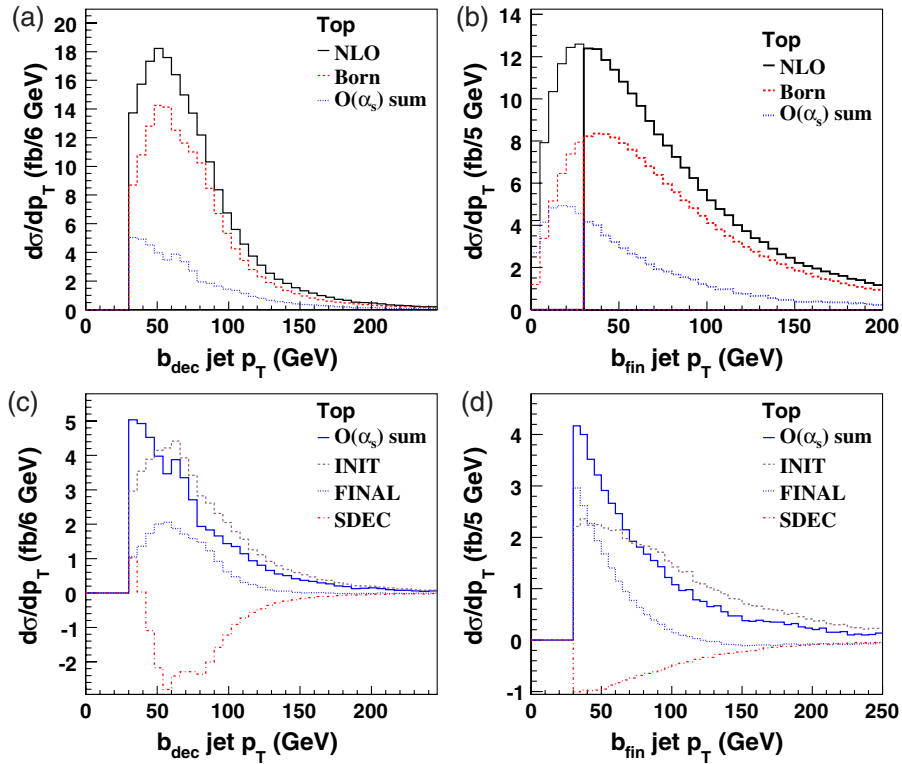 (a)
Top
NLO
Born
O(αs) sum
20
18
16
14
12
10
8
6
4
2
0
dσ/dpT (fb/6 GeV)
0 50 100 150 200
bdec jet pT (GeV)
(b)
Top
NLO
Born
O(αs) sum
14
12
10
8
6
4
2
0
dσ/dpT (fb/5 GeV)
0 50 100 150 200
bfin jet pT (GeV)
(c)
Top
O(αs) sum
INIT
FINAL
SDEC
5
4
3
2
1
0
-1
-2
dσ/dpT (fb/6 GeV)
0 50 100 150 200
bdec jet pT (GeV)
(d)
Top
O(αs) sum
INIT
FINAL
SDEC
4
3
2
1
0
-1
dσ/dpT (fb/5 GeV)
0 50 100 150 200 250
bfin jet pT (GeV)